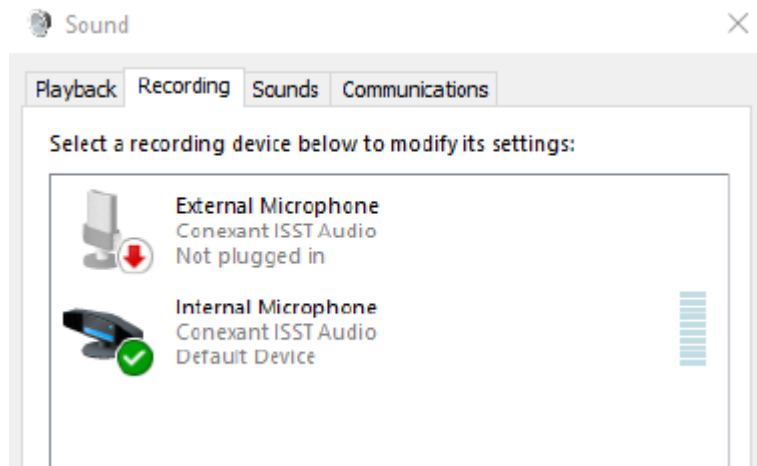 Sound
Playback Recording Sounds Communications
Select a recording device below to modify its settings:
External Microphone
Conexant ISST Audio
Not plugged in
Internal Microphone
Conexant ISST Audio
Default Device